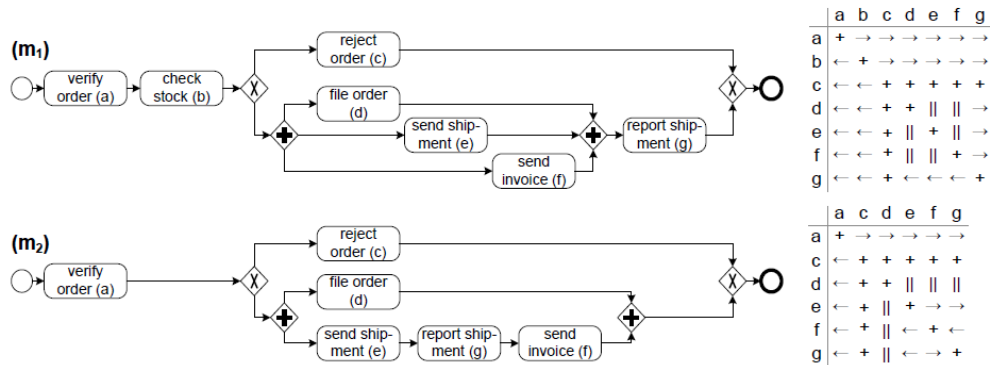 (m₁)
verify order (a)
check stock (b)
X
reject order (c)
file order (d)
send ship-
ment (e)
send invoice (f)
report ship-
ment (g)
X
a b c d e f g
a + → → → → → →
b ← + → → → → →
c ← ← + + + + +
d ← ← + + || || →
e ← ← + || + || →
f ← ← + || || + →
g ← ← + ← ← ← +
(m₂)
verify order (a)
X
reject order (c)
file order (d)
send ship-
ment (e)
report ship-
ment (g)
send invoice (f)
X
a c d e f g
a + → → → → →
c ← + + + + +
d ← + + || || ||
e ← + || + → →
f ← + || ← + ←
g ← + || ← → +